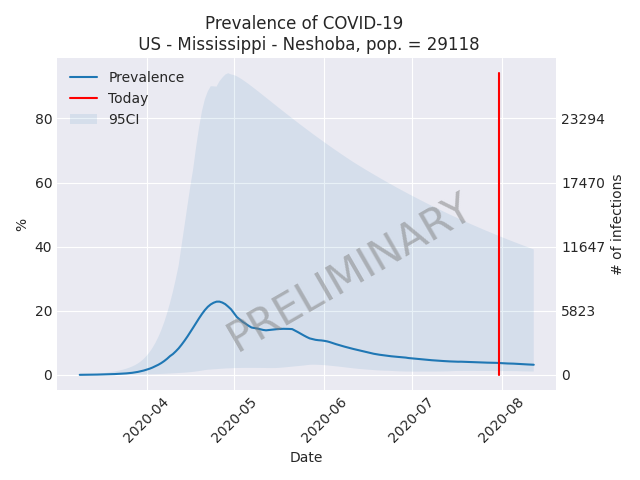 Prevalence of COVID-19
US - Mississippi - Neshoba, pop. = 29118
Prevalence
Today
95CI
80
60
40
20
0
%
23294
17470
11647
5823
0
# of infections
PRELIMINARY
2020-04
2020-05
2020-06
2020-07
2020-08
Date